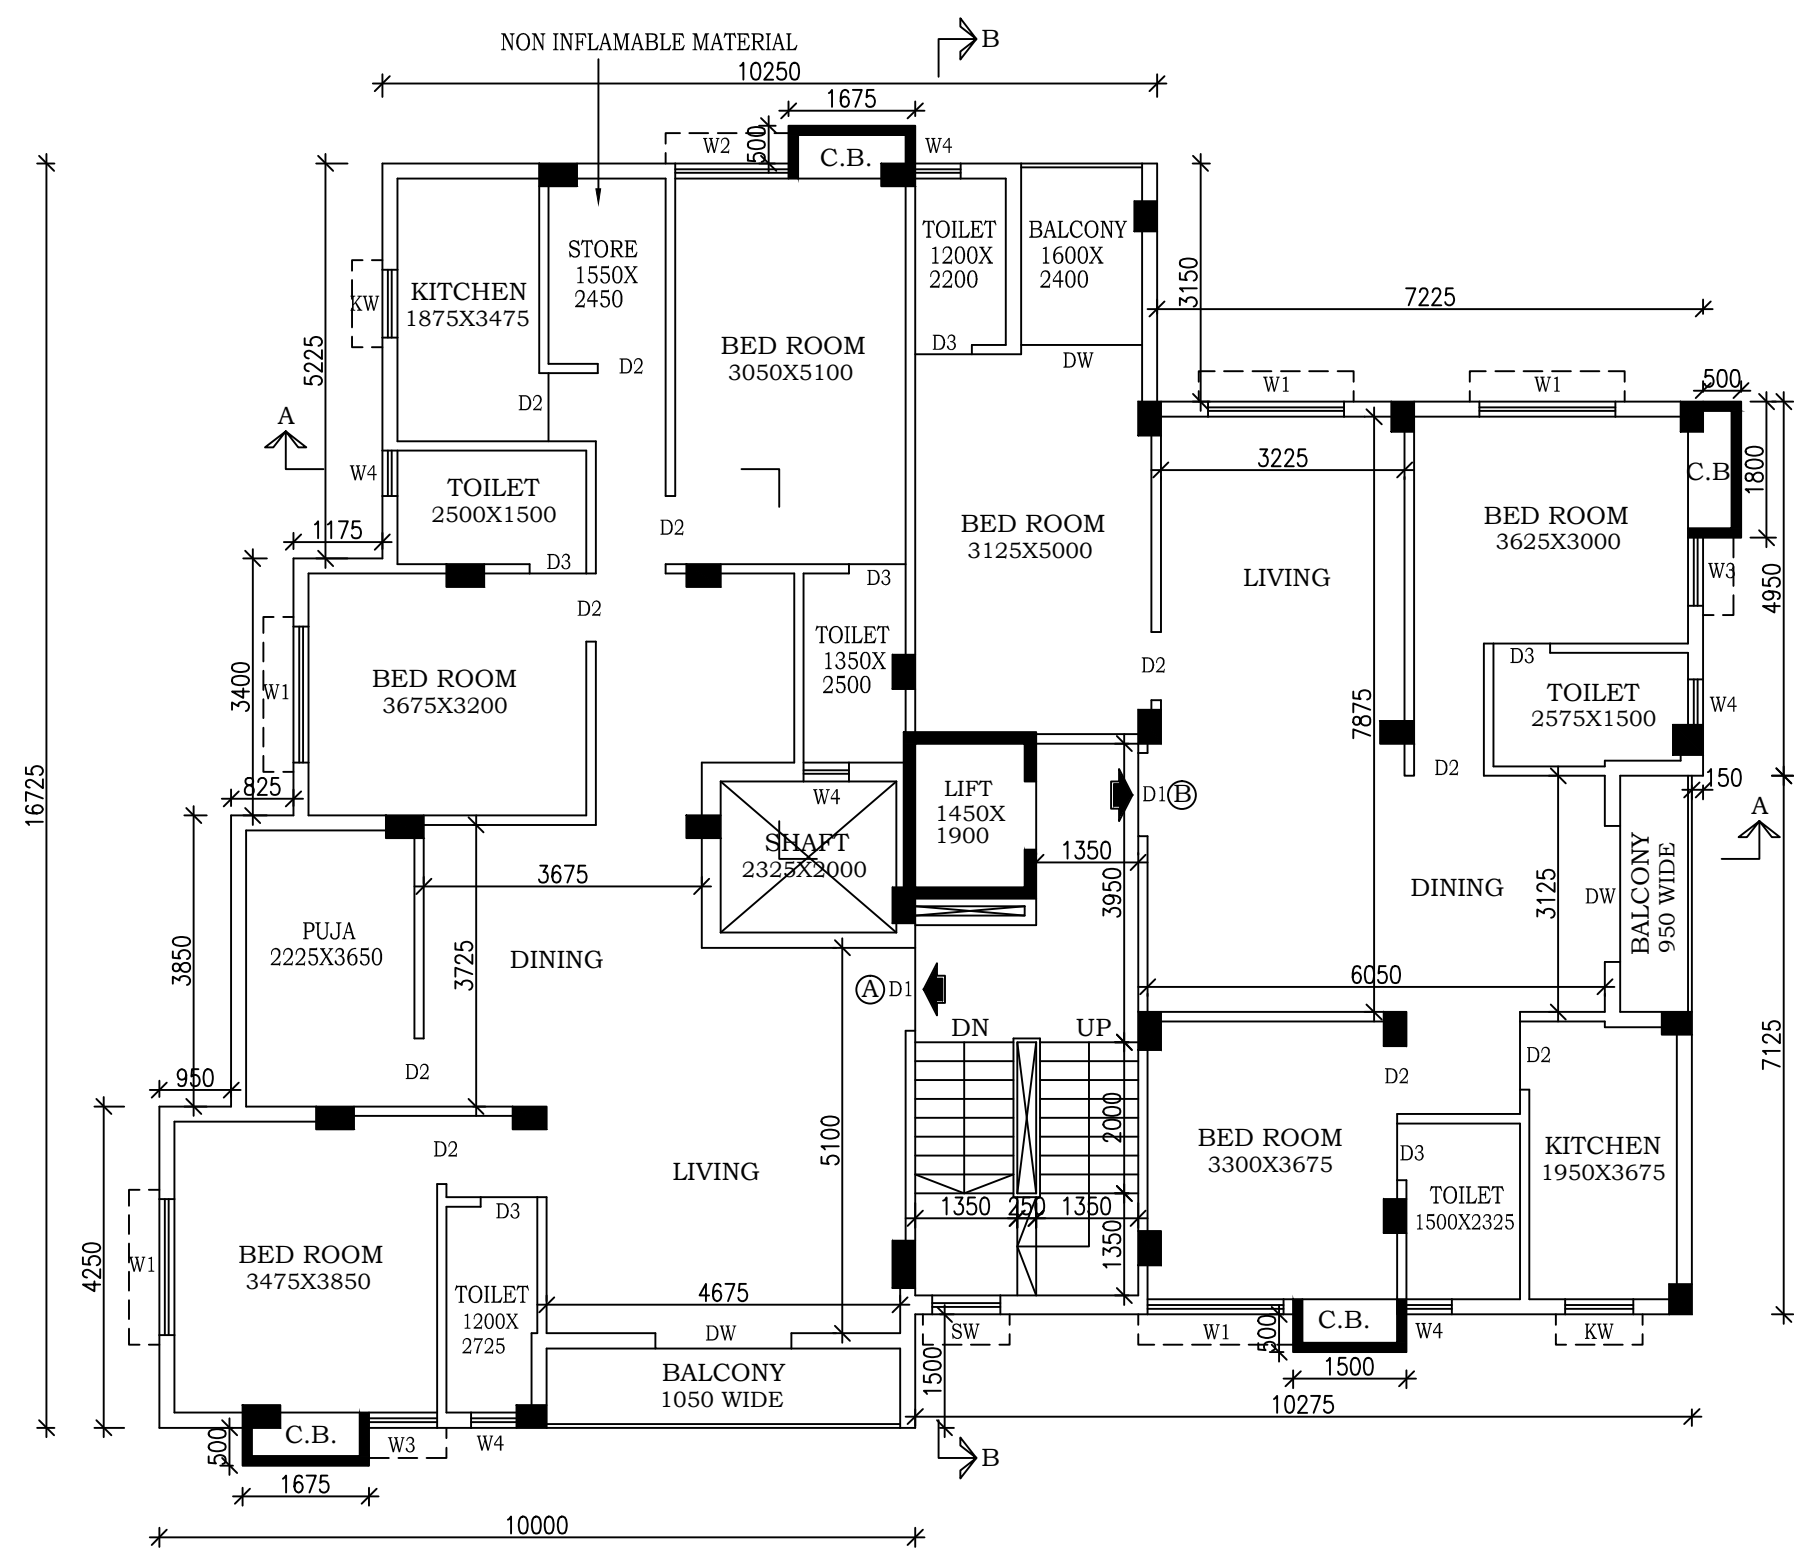 NON INFLAMABLE MATERIAL
B
10250
1675
500
W2
C.B.
W4
16725
5225
KW
KITCHEN
1875X3475
STORE
1550X
2450
D2
D2
BED ROOM
3050X5100
TOILET
1200X
2200
D3
BALCONY
1600X
2400
DW
3150
7225
W1
W1
500
C.B
1800
4950
A
W4
TOILET
2500X1500
D3
D2
1175
3225
BED ROOM
3125X5000
LIVING
BED ROOM
3625X3000
W3
3400
W1
BED ROOM
3675X3200
D2
D3
TOILET
1350X
2500
D2
7875
D3
TOILET
2575X1500
W4
D2
150
A
825
W4
SHAFT
2325X2000
LIFT
1450X
1900
D1
B
1350
3950
3675
DINING
3125
DW
BALCONY
950 WIDE
3850
PUJA
2225X3650
3725
DINING
A
D1
6050
7125
DN
UP
D2
D2
D2
950
4250
W1
BED ROOM
3475X3850
D2
D3
TOILET
1200X
2725
LIVING
5100
4675
DW
BALCONY
1050 WIDE
2000
1350
250
1350
1350
SW
1500
BED ROOM
3300X3675
D3
TOILET
1500X2325
KITCHEN
1950X3675
W1
500
C.B.
W4
KW
1500
10275
C.B.
500
W3
W4
1675
B
10000